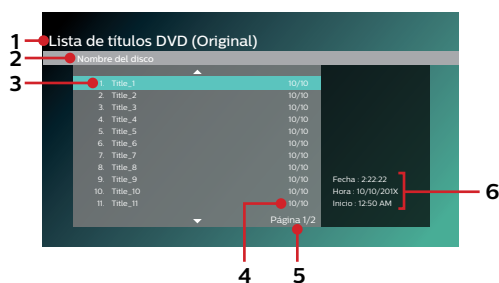 1 Lista de títulos DVD (Original)
2 Nombre del disco
3 1. Title_1 10/10
2. Title_2 10/10
3. Title_3 10/10
4. Title_4 10/10
5. Title_5 10/10
6. Title_6 10/10
7. Title_7 10/10
8. Title_8 10/10
9. Title_9 10/10
10. Title_10 10/10
11. Title_11 10/10
Fecha : 2:22:22
Hora : 10/10/201X
Inicio : 12:50 AM
6
Página 1/2
4 5